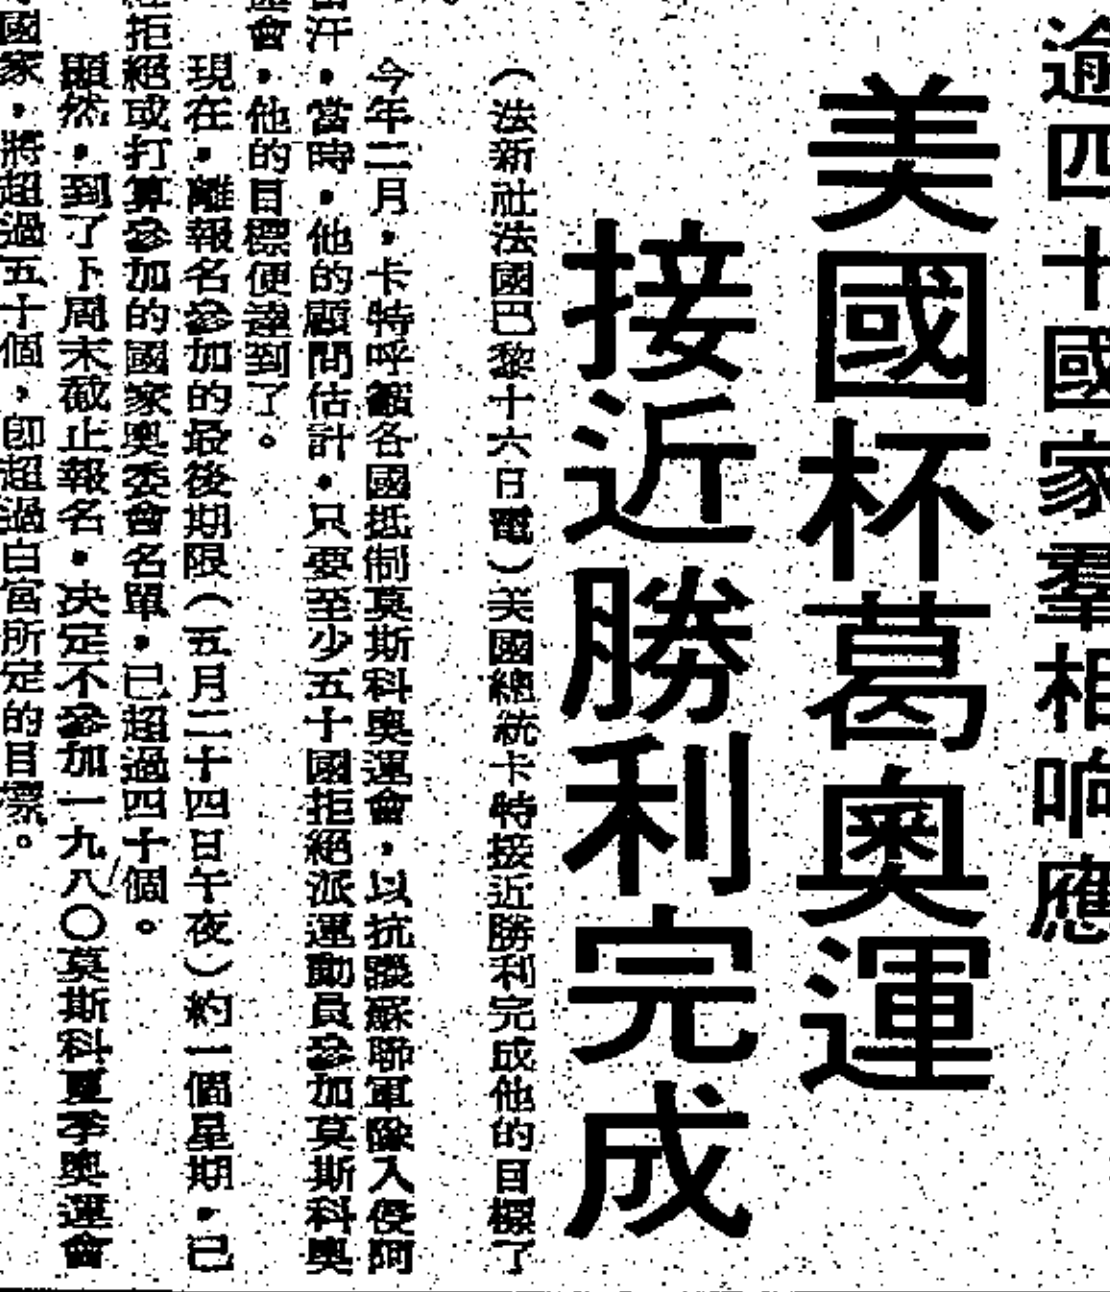 逾四十國家羣相响應
美國杯葛奧運
接近勝利完成
（法新社法國巴黎十六日電）美國總統卡特接近勝利完成他的目標了
。
今年二月，卡特呼籲各國抵制莫斯科奧運會，以抗議蘇聯軍隊入侵阿
富汗，當時，他的顧問估計，只要至少五十國拒絕派運動員參加莫斯科奧
運會，他的目標便達到了。
現在，離報名參加的最後期限（五月二十四日午夜）約一個星期，已
經拒絕或打算參加的國家奧委會名單，已超過四十個。
顯然，到了下周末截止報名，决定不參加一九八〇莫斯科夏季奧運會
國家，將超過五十個，卽超過白宮所定的目標。